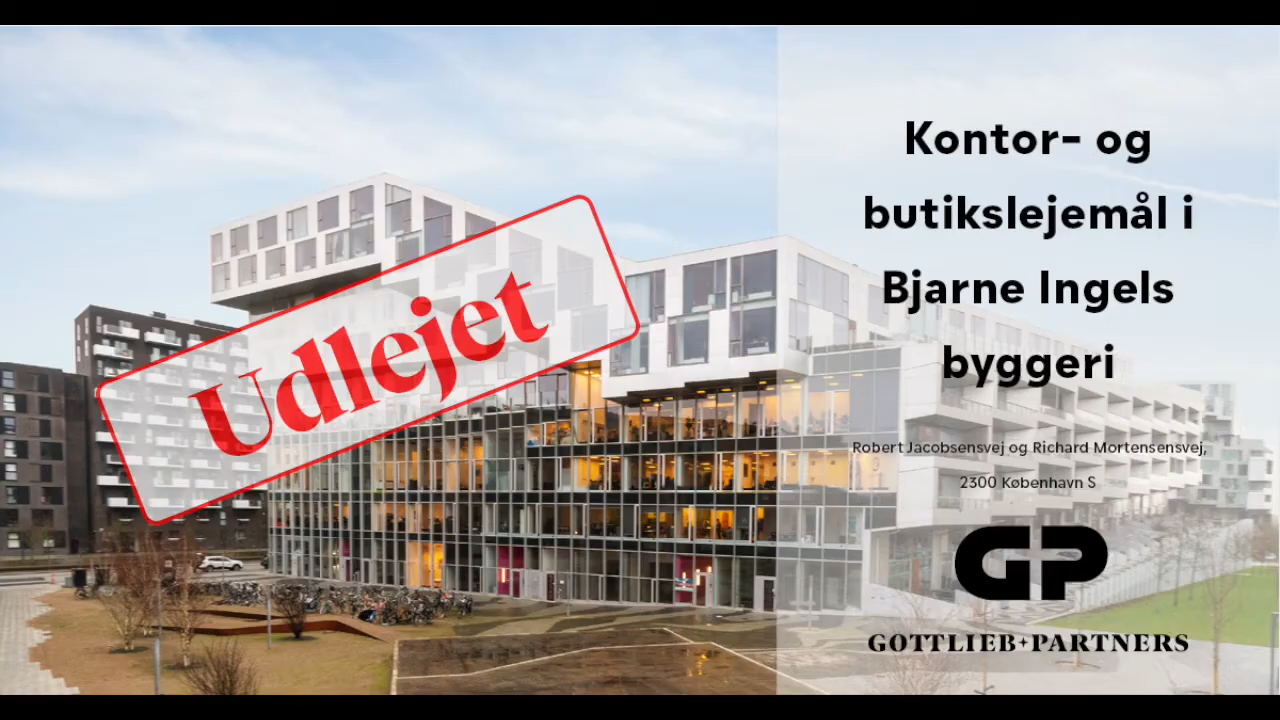 Udlejet
Kontor- og
butikslejemål i
Bjarne Ingels
byggeri
Robert Jacobsensvej og Richard Mortensensvej,
2300 København S
GP
GOTTLIEB+PARTNERS